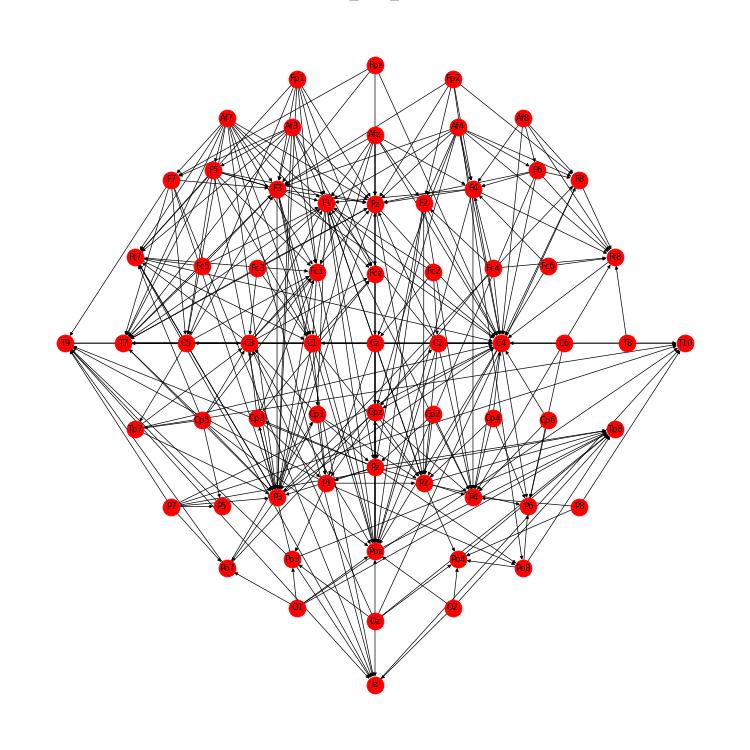 Fpz
Fp1 Fp2
Af7 Af8
Af3 Afz Af4
F5 F6
F7 F8
F3 F4
F1 Fz F2
Fc7 Fc8
Fc5 Fc3 Fc1 Fcz Fc2 Fc4 Fc6
T9 T7 C5 C3 C1 Cz C2 C4 C6 T8 T10
Cp5 Cp3 Cp1 Cpz Cp2 Cp4 Cp6
Tp7 Tp8
Pz
P1 P2
P3 P4
P7 P5 P6 P8
Poz
Po3 Po4
Po7 Po8
O1 O2
Oz
Iz